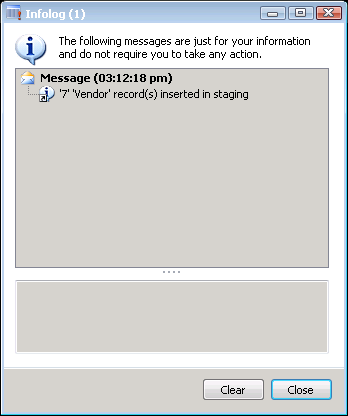 Infolog (1)
The following messages are just for your information
and do not require you to take any action.
Message (03:12:18 pm)
'7' 'Vendor' record(s) inserted in staging
Clear
Close